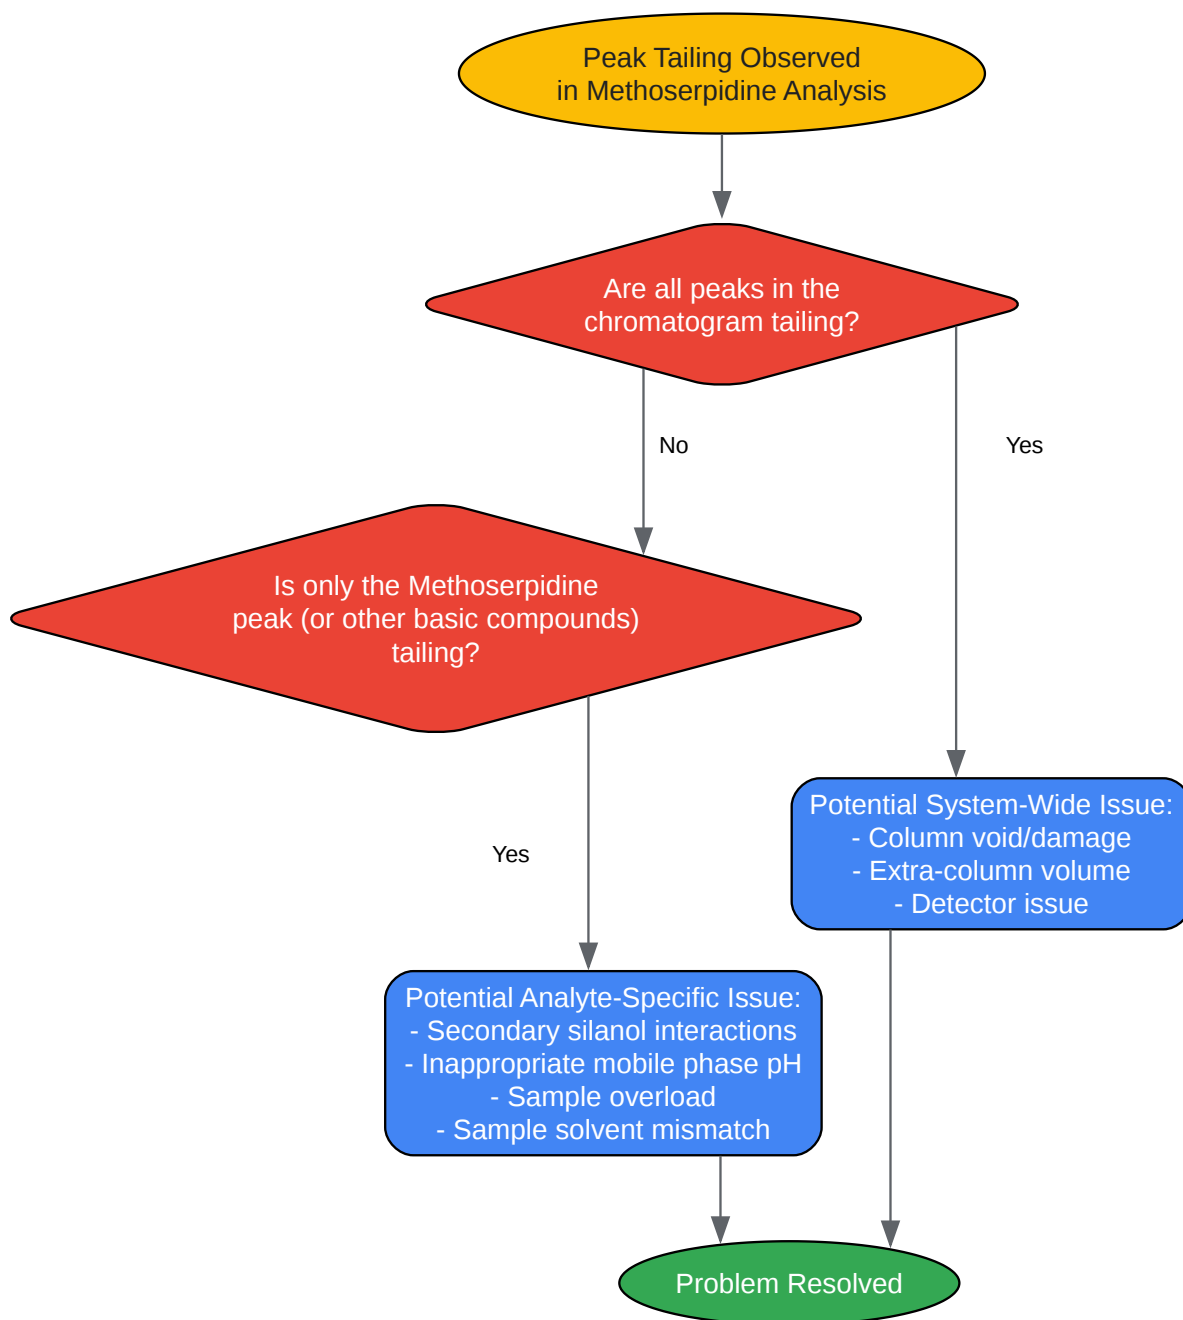 Peak Tailing Observed
in Methoserpidine Analysis
Are all peaks in the
chromatogram tailing?
No
Yes
Is only the Methoserpidine
peak (or other basic compounds)
tailing?
Potential System-Wide Issue:
- Column void/damage
- Extra-column volume
- Detector issue
Yes
Potential Analyte-Specific Issue:
- Secondary silanol interactions
- Inappropriate mobile phase pH
- Sample overload
- Sample solvent mismatch
Problem Resolved